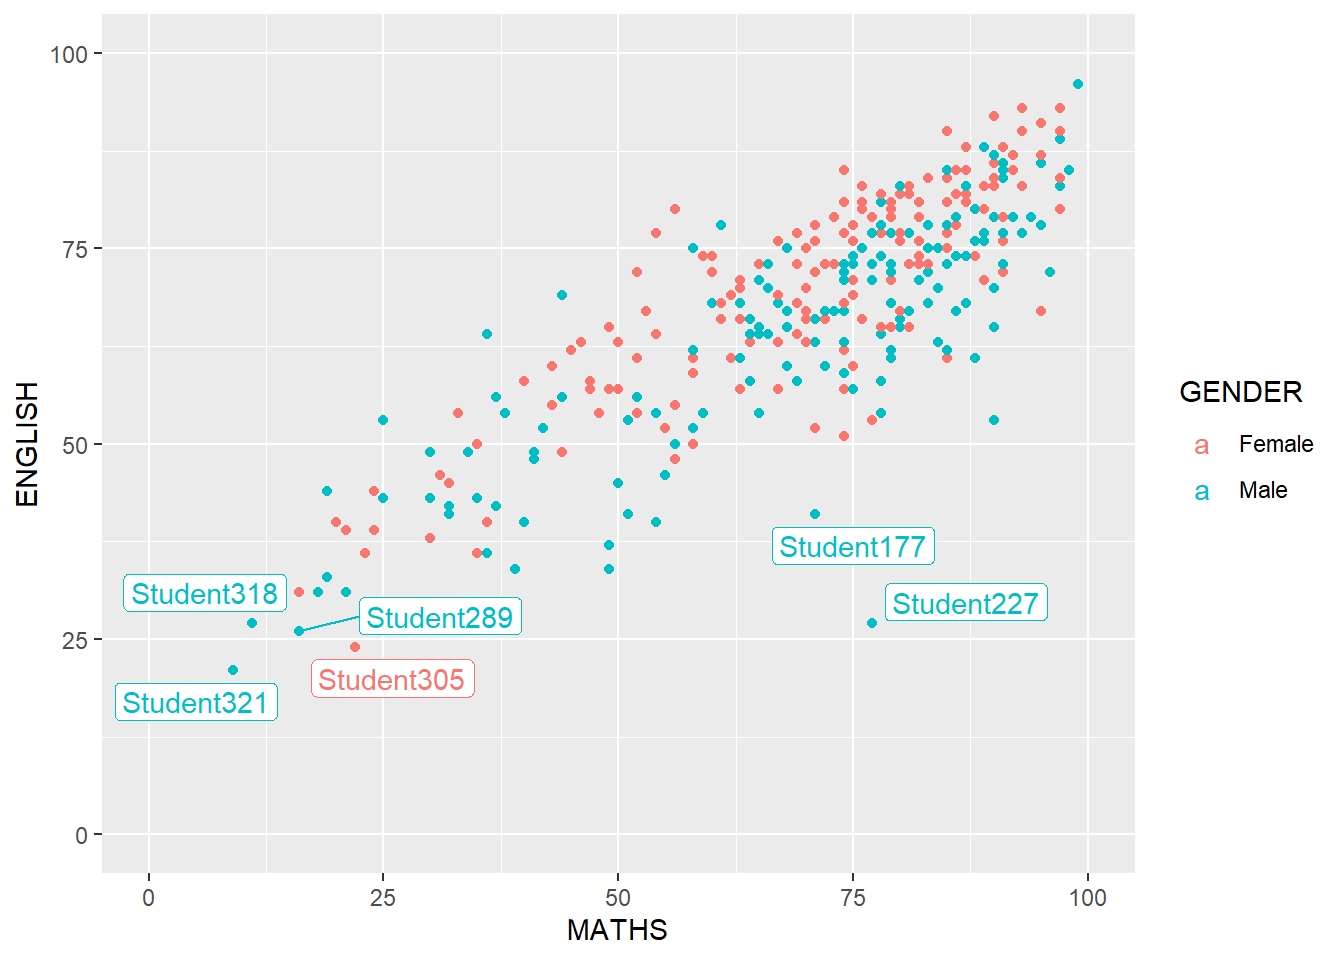 100
75
50
25
0
ENGLISH
Student177
Student318
Student227
Student289
Student305
Student321
0 25 50 75 100
MATHS
GENDER
a Female
a Male